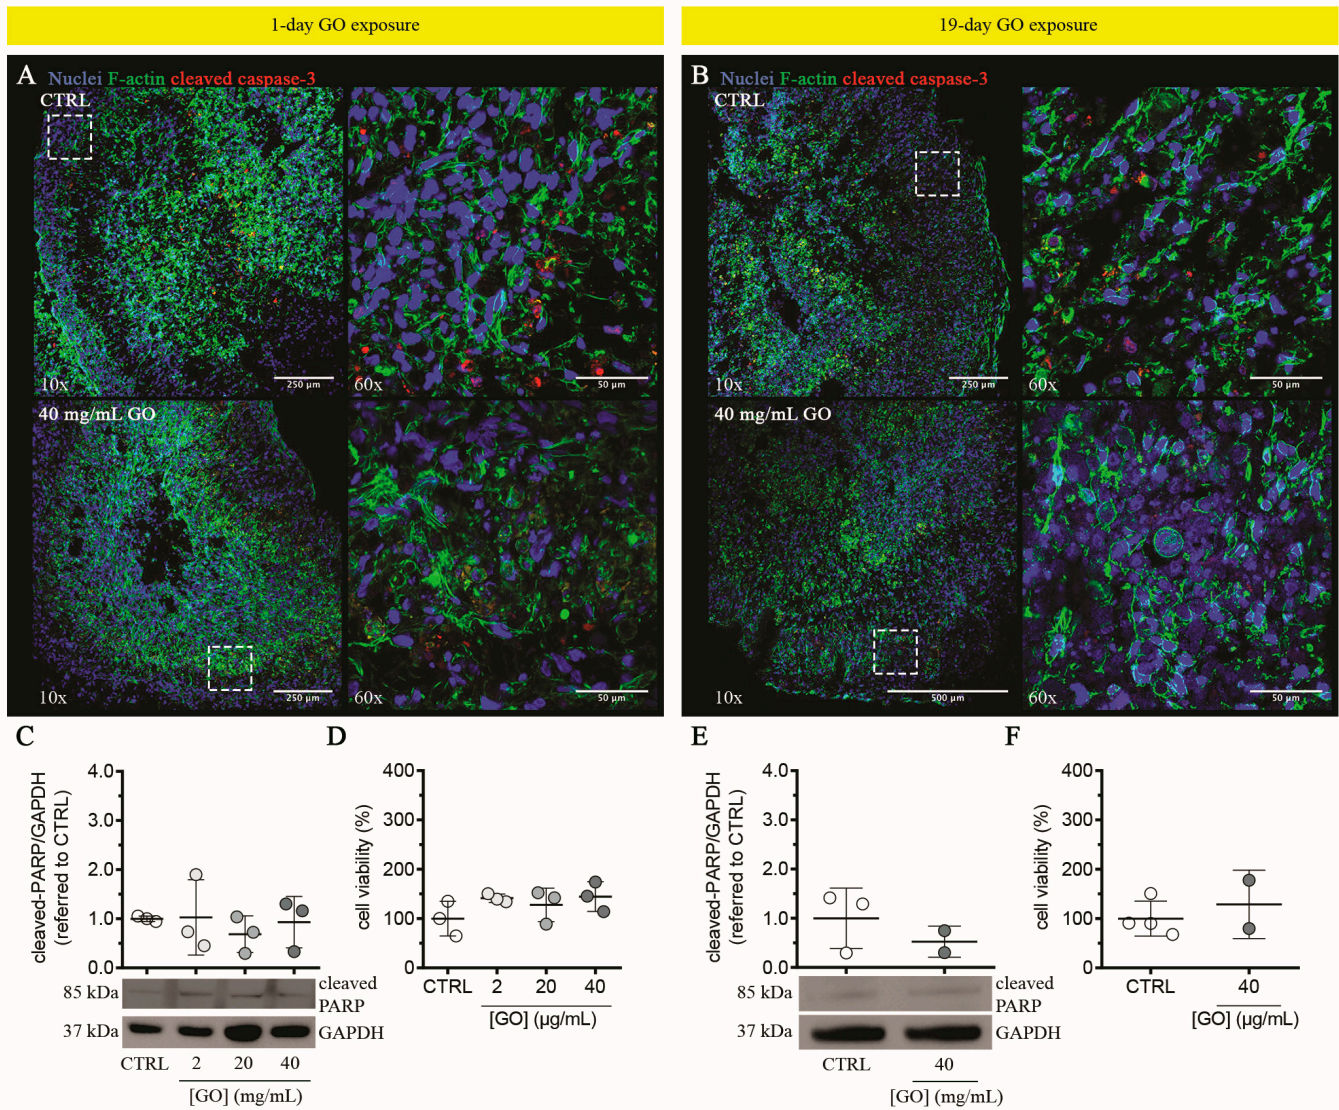 1-day GO exposure
19-day GO exposure
A
Nuclei F-actin cleaved caspase-3
CTRL
10x
250 µm
60x
50 µm
40 mg/mL GO
10x
250 µm
60x
50 µm
B
Nuclei F-actin cleaved caspase-3
CTRL
10x
250 µm
60x
50 µm
40 mg/mL GO
10x
500 µm
60x
50 µm
C
cleaved-PARP/GAPDH
(referred to CTRL)
4.0
3.0
2.0
1.0
0.0
85 kDa
cleaved
PARP
37 kDa
GAPDH
CTRL 2 20 40
[GO] (mg/mL)
D
cell viability (%)
400
300
200
100
0
CTRL 2 20 40
[GO] (µg/mL)
E
cleaved-PARP/GAPDH
(referred to CTRL)
4.0
3.0
2.0
1.0
0.0
85 kDa
cleaved
PARP
37 kDa
GAPDH
CTRL 40
[GO] (mg/mL)
F
cell viability (%)
400
300
200
100
0
CTRL 40
[GO] (µg/mL)